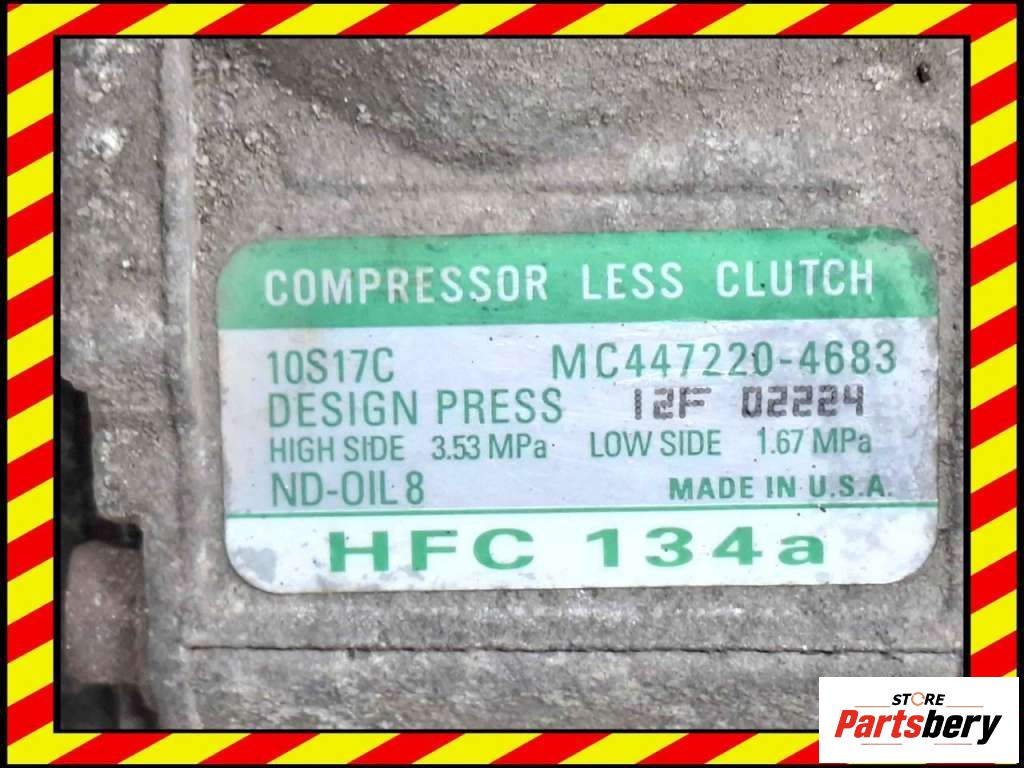 COMPRESSOR LESS CLUTCH
10S17C MC447220-4683
DESIGN PRESS 12F 02224
HIGH SIDE 3.53 MPa LOW SIDE 1.67 MPa
ND-OIL 8 MADE IN U.S.A.
HFC 134a
STORE
Partsbery